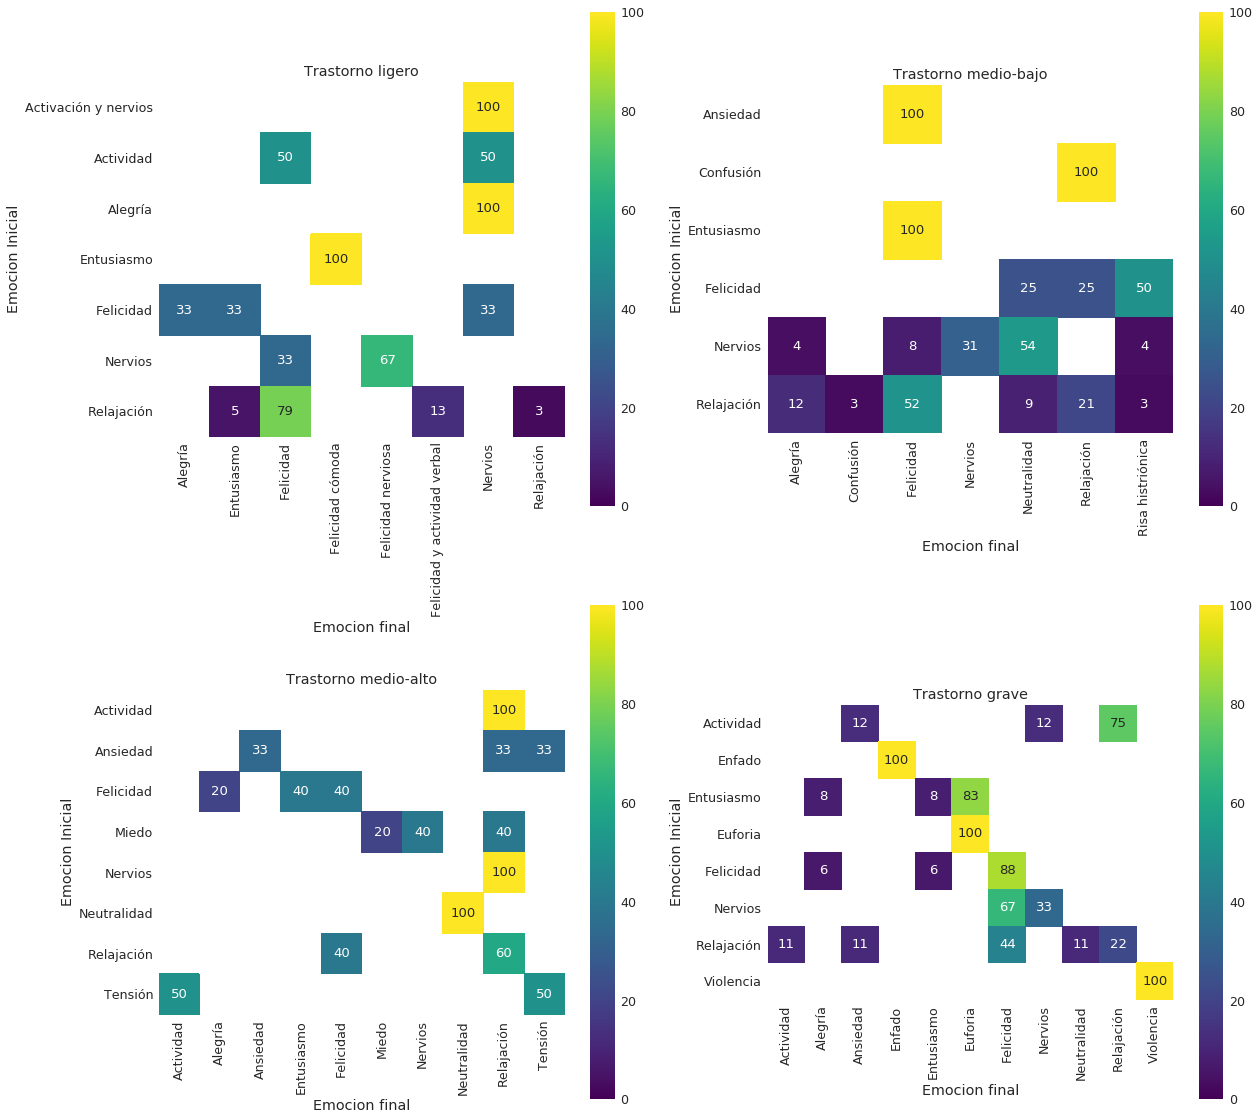 Trastorno ligero
Emocion Inicial
Activación y nervios 100
Actividad 50 50
Alegría 100
Entusiasmo 100
Felicidad 33 33 33
Nervios 33 67
Relajación 5 79 13 3
Alegría
Entusiasmo
Felicidad
Felicidad cómoda
Felicidad nerviosa
Felicidad y actividad verbal
Nervios
Relajación
Emocion final
100
80
60
40
20
0
Trastorno medio-bajo
Emocion Inicial
Ansiedad 100
Confusión 100
Entusiasmo 100
Felicidad 25 25 50
Nervios 4 8 31 54 4
Relajación 12 3 52 9 21 3
Alegría
Confusión
Felicidad
Nervios
Neutralidad
Relajación
Risa histriónica
Emocion final
100
80
60
40
20
0
Trastorno medio-alto
Emocion Inicial
Actividad 100
Ansiedad 33 33 33
Felicidad 20 40 40
Miedo 20 40 40
Nervios 100
Neutralidad 100
Relajación 40 60
Tensión 50 50
Actividad
Alegría
Ansiedad
Entusiasmo
Felicidad
Miedo
Nervios
Neutralidad
Relajación
Tensión
Emocion final
100
80
60
40
20
0
Trastorno grave
Emocion Inicial
Actividad 12 12 75
Enfado 100
Entusiasmo 8 8 83
Euforia 100
Felicidad 6 6 88
Nervios 67 33
Relajación 11 11 44 11 22
Violencia 100
Actividad
Alegría
Ansiedad
Enfado
Entusiasmo
Euforia
Felicidad
Nervios
Neutralidad
Relajación
Violencia
Emocion final
100
80
60
40
20
0